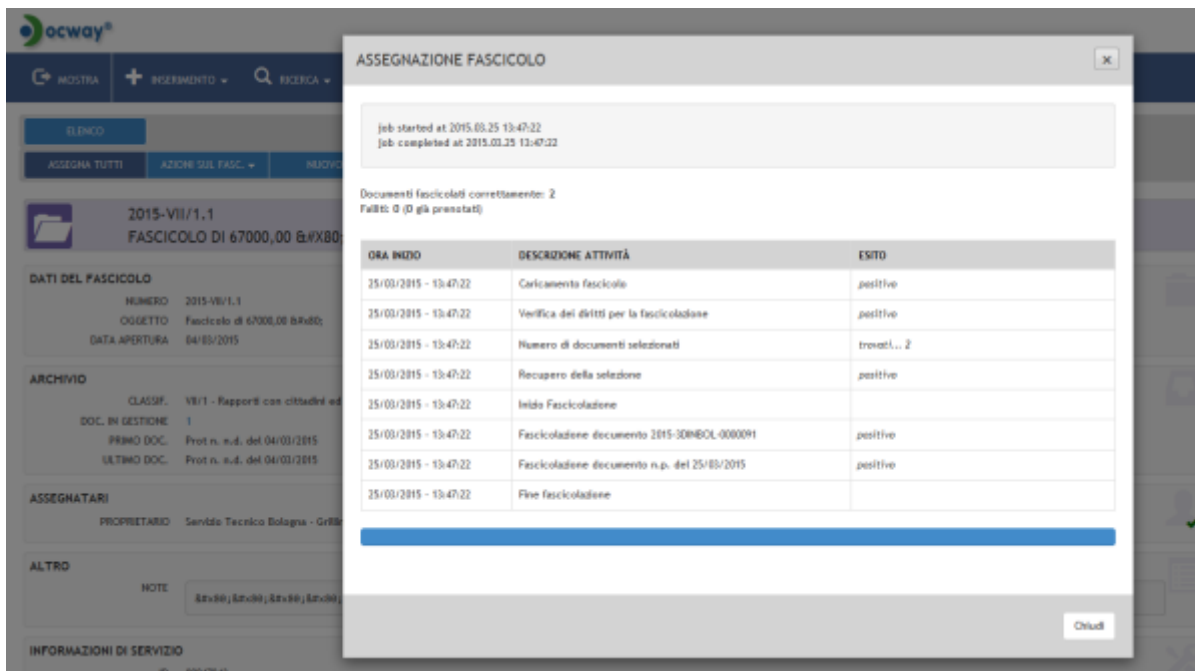 Docway®
MOSTRA
INSERIMENTO
RICERCA
ELENCO
ASSEGNA TUTTI
AZIONI SUL FASC.
NUOVO
2015-VII/1.1
FASCICOLO DI 67000,00 &#X80;
DATI DEL FASCICOLO
NUMERO 2015-VII/1.1
OGGETTO Fascicolo di 67000,00 &#x80;
DATA APERTURA 04/03/2015
ARCHIVIO
CLASSIF. VII/1 - Rapporti con cittadini ed
DOC. IN GESTIONE 1
PRIMO DOC. Prot n. n.d. del 04/03/2015
ULTIMO DOC. Prot n. n.d. del 04/03/2015
ASSEGNATARI
PROPRIETARIO Servizio Tecnico Bologna -
ALTRO
NOTE
&#x80;&#x80;&#x80;&#x80;
INFORMAZIONI DI SERVIZIO
ASSEGNAZIONE FASCICOLO
×
job started at 2015.03.25 13:47:22
job completed at 2015.03.25 13:47:22
Documenti fascicolati correttamente: 2
Falliti: 0 (0 già prenotati)
ORA INIZIO DESCRIZIONE ATTIVITÀ ESITO
25/03/2015 - 13:47:22 Caricamento fascicolo positivo
25/03/2015 - 13:47:22 Verifica dei diritti per la fascicolazione positivo
25/03/2015 - 13:47:22 Numero di documenti selezionati trovati... 2
25/03/2015 - 13:47:22 Recupero della selezione positivo
25/03/2015 - 13:47:22 Inizio Fascicolazione
25/03/2015 - 13:47:22 Fascicolazione documento 2015-3DINBOL-0000091 positivo
25/03/2015 - 13:47:22 Fascicolazione documento n.p. del 25/03/2015 positivo
25/03/2015 - 13:47:22 Fine fascicolazione
Chiudi